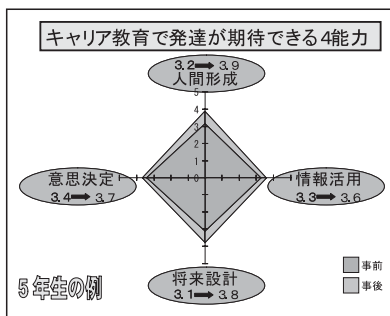 キャリア教育で発達が期待できる4能力
3.2➡3.9
人間形成
5
4
3
2
1
0
意思決定
3.4➡3.7
情報活用
3.3➡3.6
将来設計
3.1➡3.8
5年生の例
事前
事後